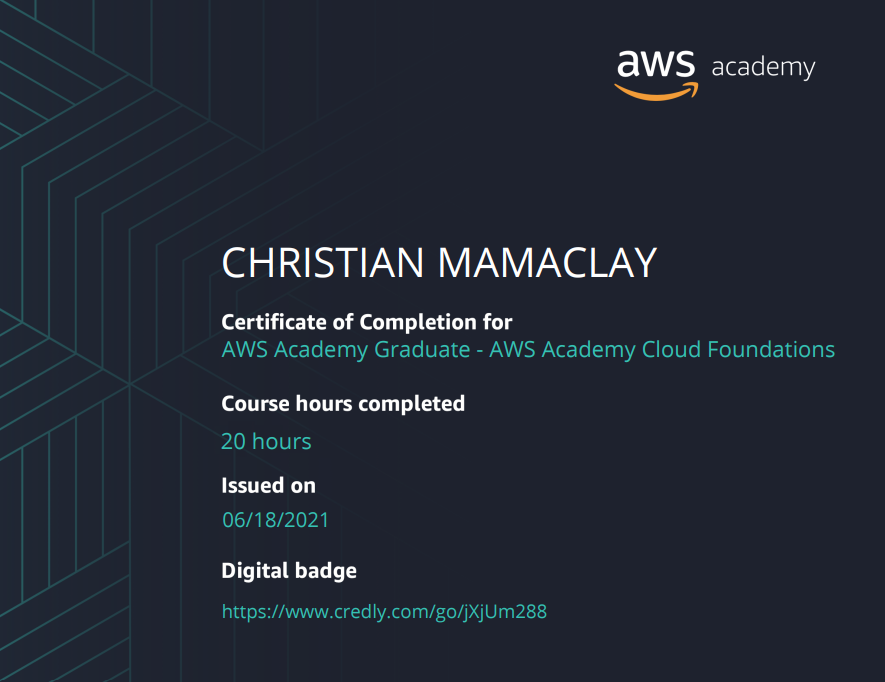 aws academy
CHRISTIAN MAMACLAY
Certificate of Completion for
AWS Academy Graduate - AWS Academy Cloud Foundations
Course hours completed
20 hours
Issued on
06/18/2021
Digital badge
https://www.credly.com/go/jXjUm288